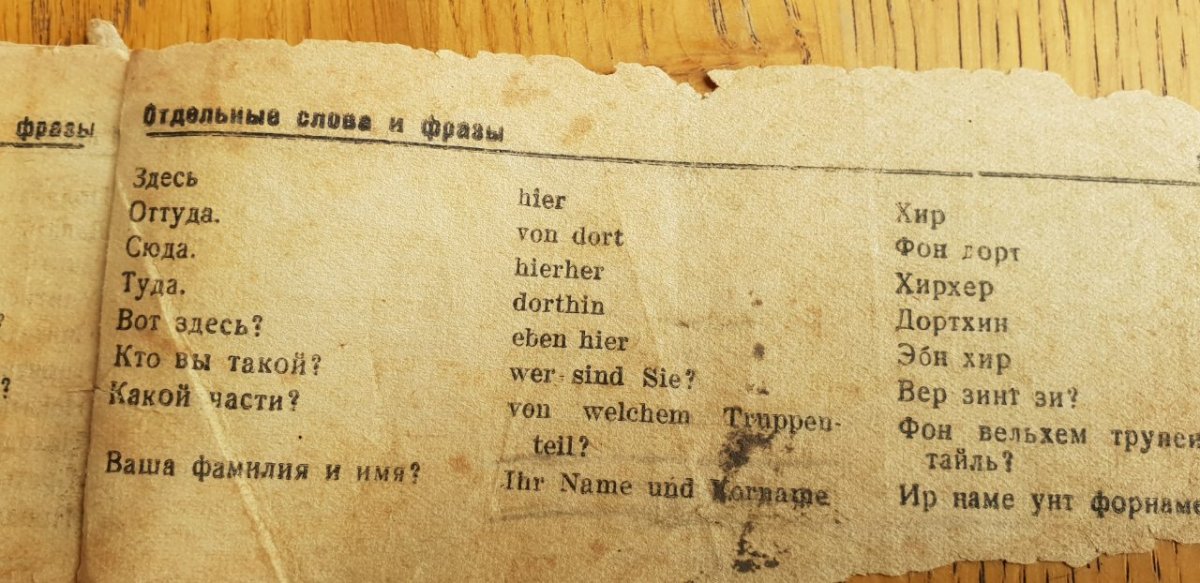 фразы
?
?
Отдельные слова и фразы
Здесь hier Хир
Оттуда. von dort Фон дорт
Сюда. hierher Хирхер
Туда. dorthin Дортхин
Вот здесь? eben hier Эбн хир
Кто вы такой? wer sind Sie? Вер зинт зи?
Какой части? von welchem Truppen- Фон вельхем
teil? тайль?
Ваша фамилия и имя? Ihr Name und Vorname Ир наме унт форнаме